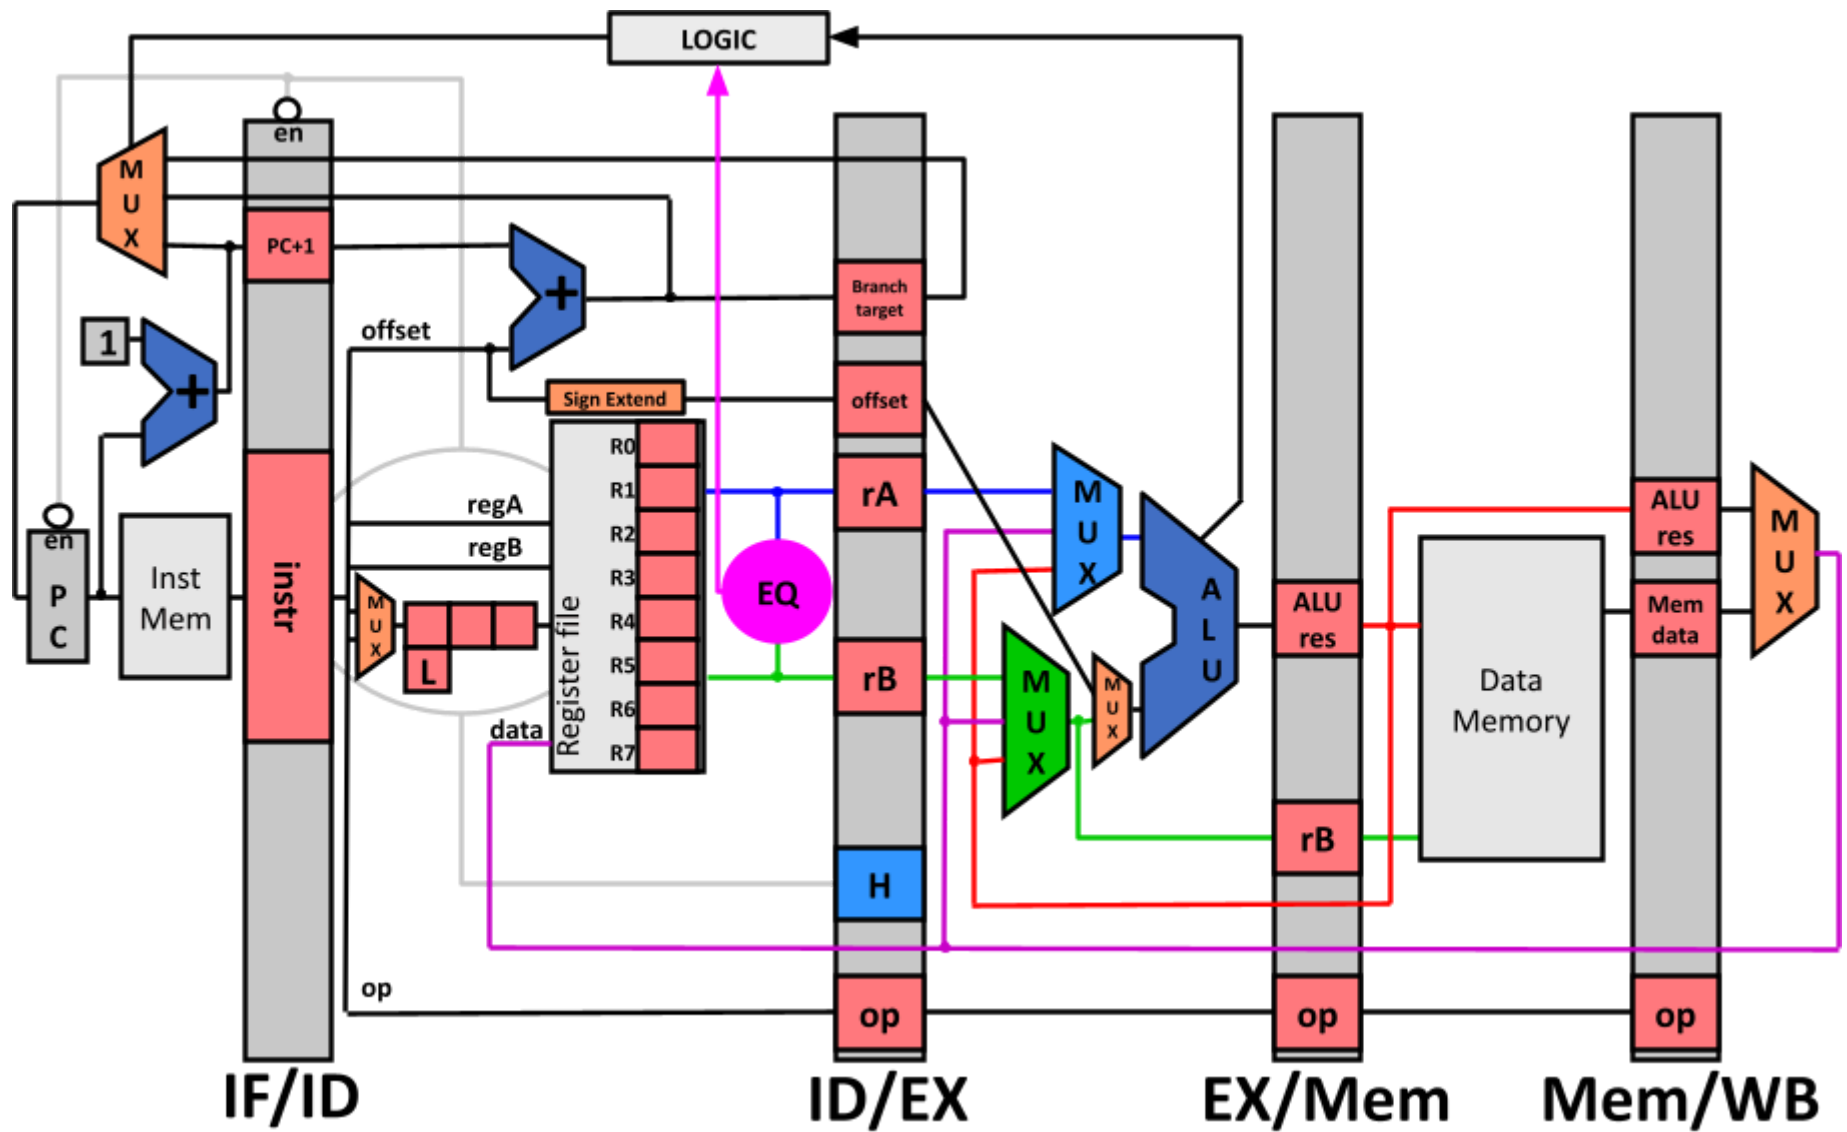 LOGIC
en
M
U
X
PC+1
+
Branch
target
1
offset
+
Sign Extend
offset
R0
R1
R2
R3
R4
R5
R6
R7
regA
regB
rA
M
U
X
ALU
res
M
U
X
en
P
C
Inst
Mem
instr
M
U
X
L
Register file
EQ
A
L
U
ALU
res
Mem
data
rB
M
U
X
M
U
X
Data
Memory
data
rB
H
op
op
op
op
IF/ID
ID/EX
EX/Mem
Mem/WB